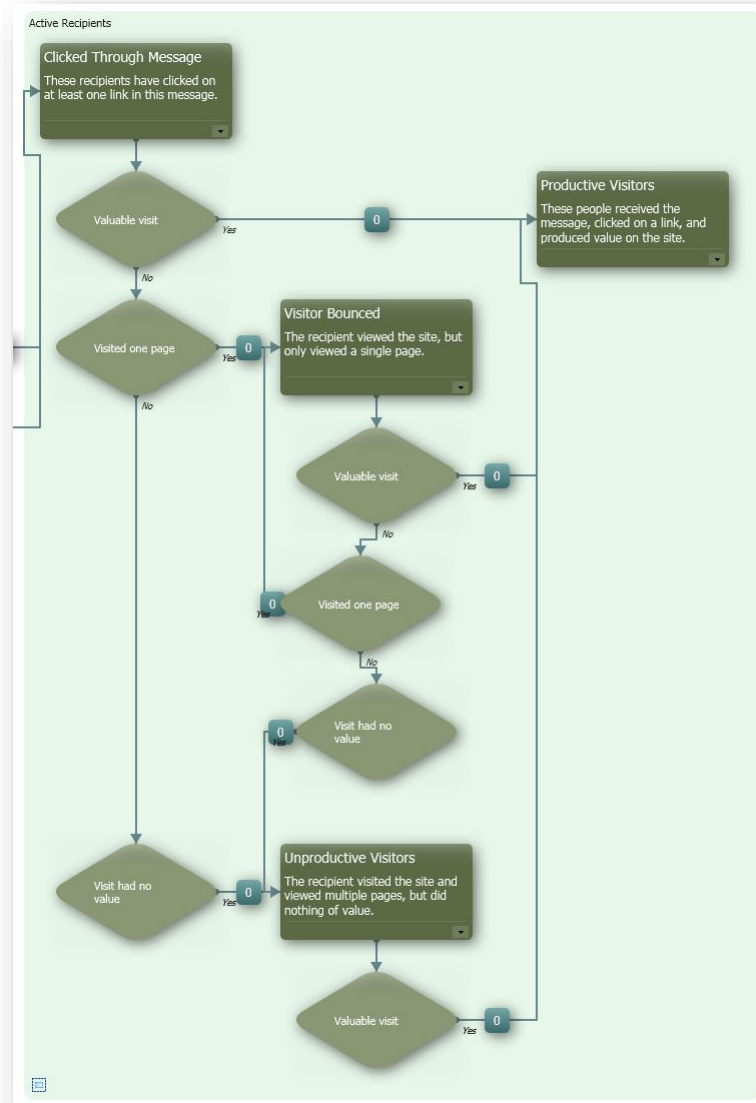 Active Recipients
Clicked Through Message
These recipients have clicked on
at least one link in this message.
Valuable visit
Yes
0
Productive Visitors
These people received the
message, clicked on a link, and
produced value on the site.
No
Visited one page
Yes
0
Visitor Bounced
The recipient viewed the site, but
only viewed a single page.
No
Valuable visit
Yes
0
No
Visited one page
0
Yes
No
Visit had no
value
0
Yes
Visit had no
value
Yes
0
Unproductive Visitors
The recipient visited the site and
viewed multiple pages, but did
nothing of value.
Valuable visit
Yes
0